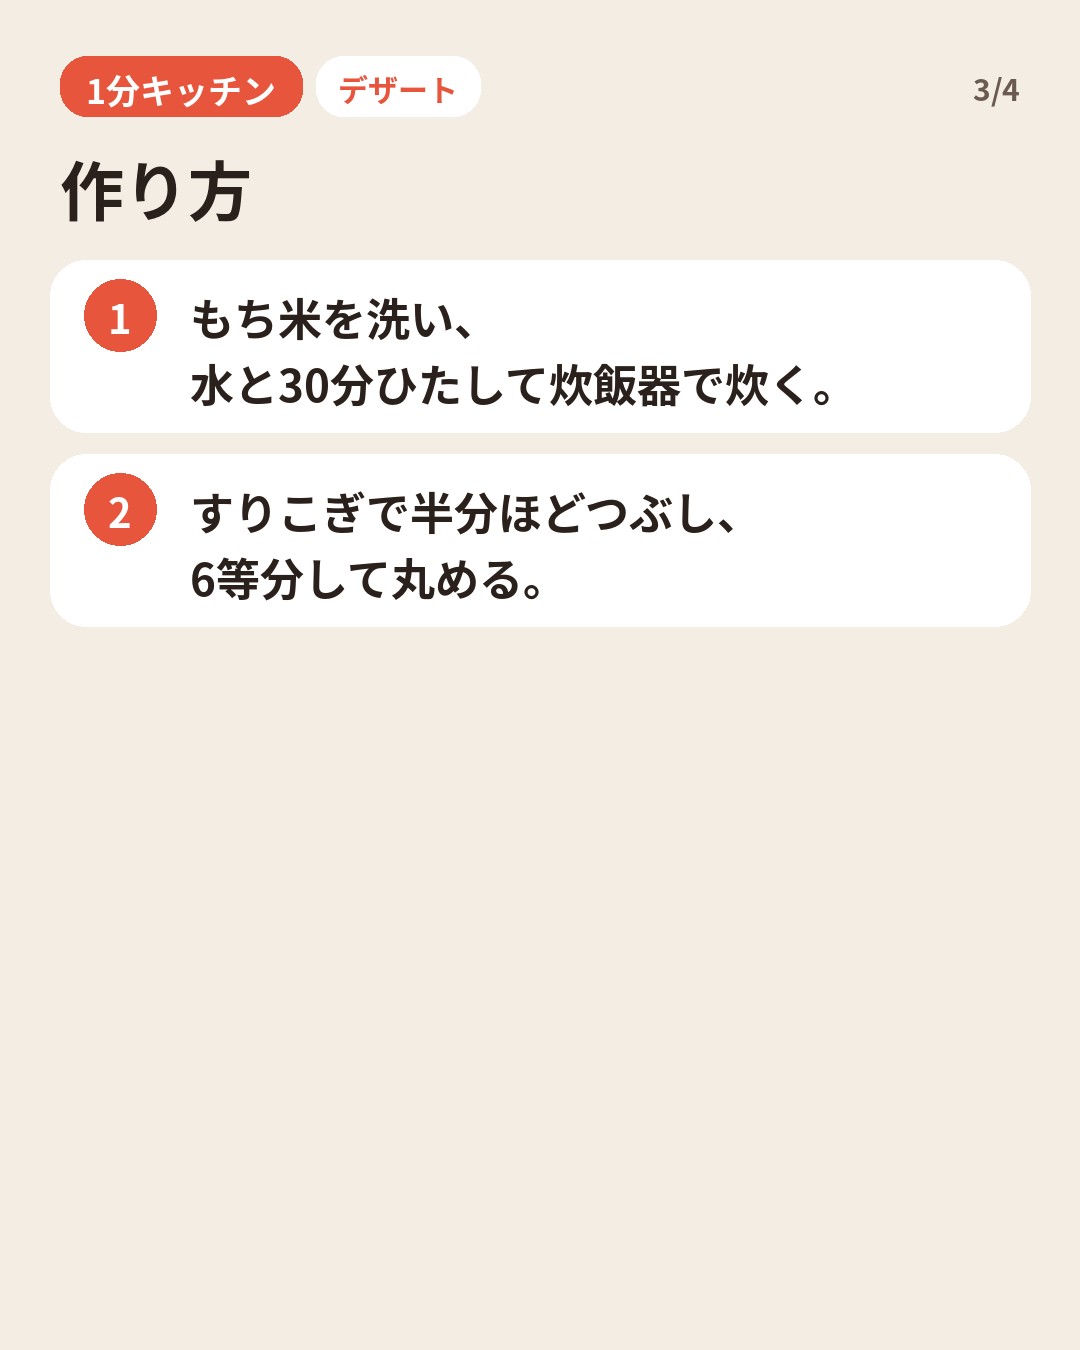 1分キッチン
デザート
3/4
作り方
1
もち米を洗い、
水と30分ひたして炊飯器で炊く。
2
すりこぎで半分ほどつぶし、
6等分して丸める。